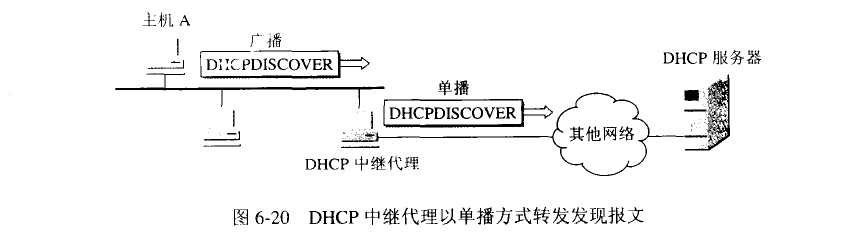 主机 A
广播
DHCPDISCOVER
DHCP 服务器
单播
DHCPDISCOVER
其他网络
DHCP 中继代理
图 6-20 DHCP 中继代理以单播方式转发发现报文